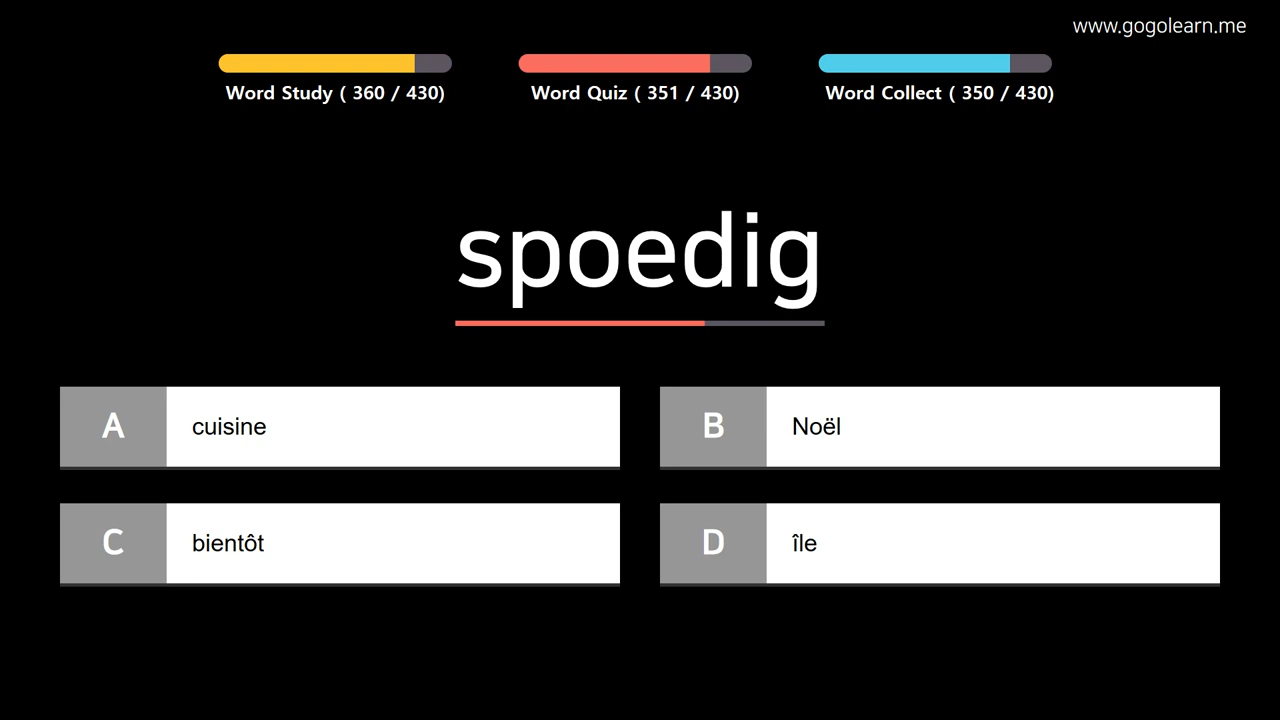 www.gogolearn.me
Word Study ( 360 / 430)
Word Quiz ( 351 / 430)
Word Collect ( 350 / 430)
spoedig
A
cuisine
B
Noël
C
bientôt
D
île